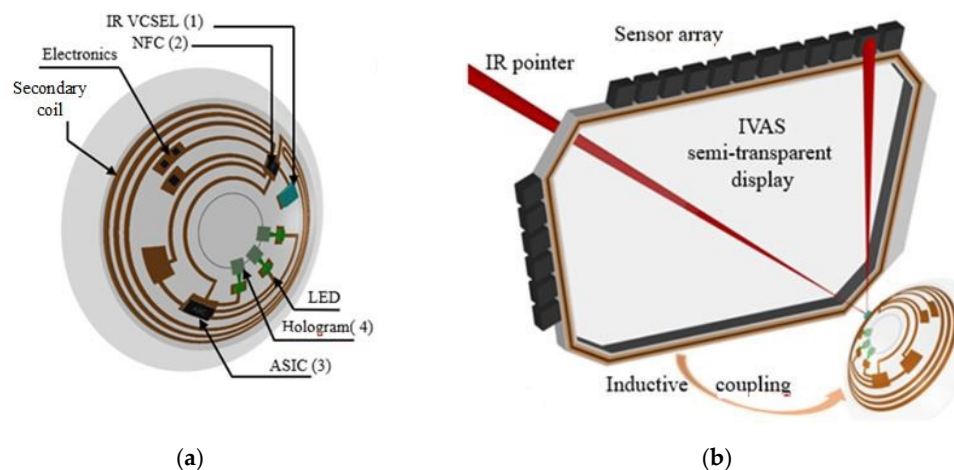 IR VCSEL (1)
NFC (2)
Electronics
Secondary
coil
LED
Hologram( 4)
ASIC (3)
(a)
Sensor array
IR pointer
IVAS
semi-transparent
display
Inductive coupling
(b)